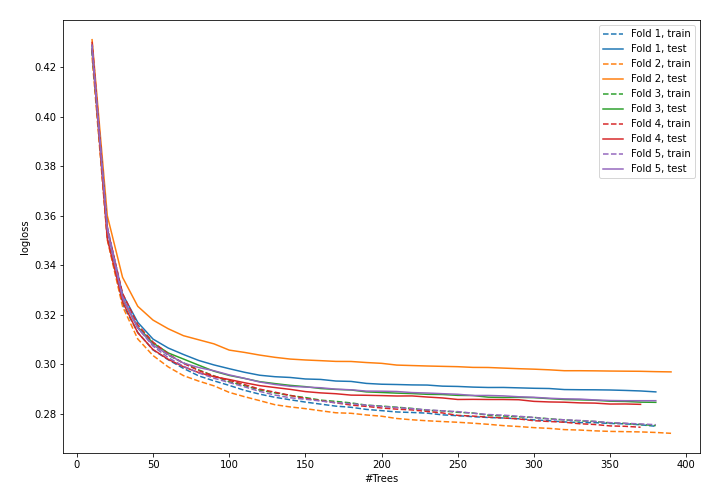 0.42
0.40
0.38
0.36
0.34
0.32
0.30
0.28
logloss
0
50
100
150
200
250
300
350
400
#Trees
Fold 1, train
Fold 1, test
Fold 2, train
Fold 2, test
Fold 3, train
Fold 3, test
Fold 4, train
Fold 4, test
Fold 5, train
Fold 5, test